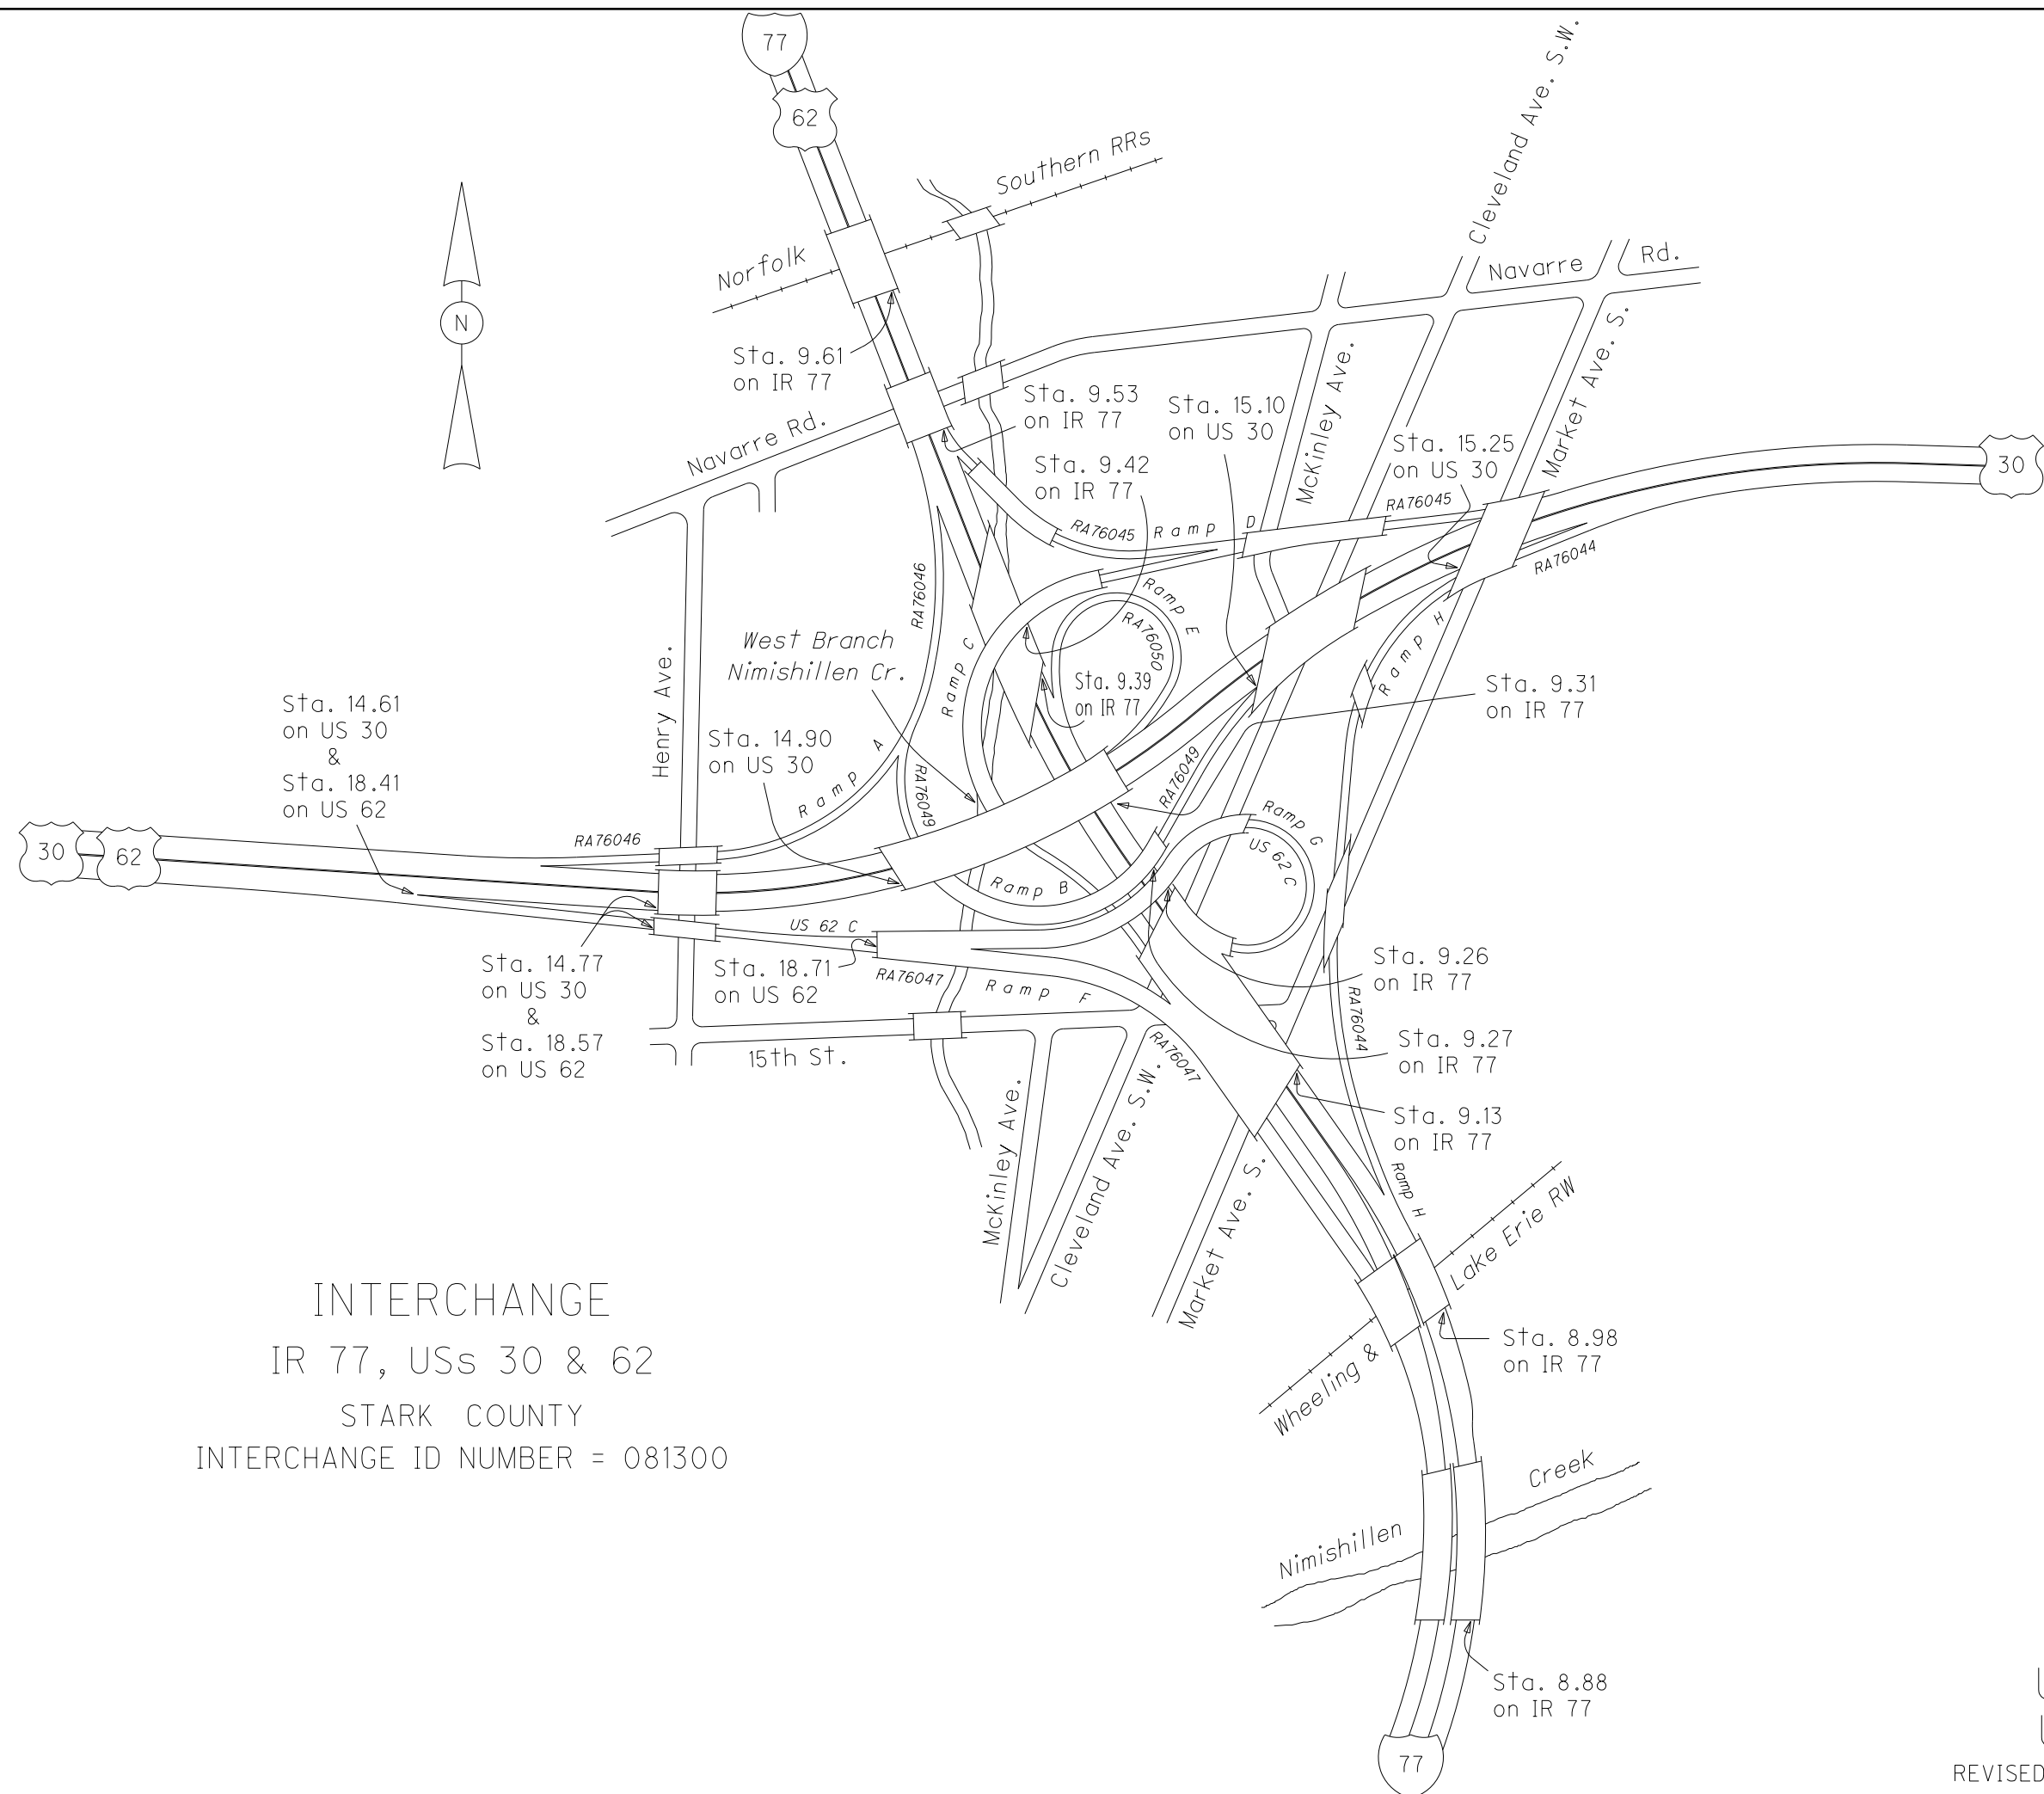 77
62
Cleveland Ave. S.W.
Southern RRs
Norfolk
N
Navarre
Rd.
Sta. 9.61
on IR 77
Market Ave. S.
McKinley Ave.
Sta. 9.53
on IR 77
Sta. 15.10
on US 30
Navarre Rd.
Sta. 15.25
on US 30
30
Sta. 9.42
on IR 77
RA76045
RA76045
Ramp D
RA76044
RA76046
Ramp E
RA76050
Ramp C
Ramp H
West Branch
Nimishillen Cr.
Henry Ave.
Sta. 9.39
on IR 77
Sta. 9.31
on IR 77
Sta. 14.61
on US 30
&
Sta. 18.41
on US 62
Sta. 14.90
on US 30
Ramp A
RA76049
RA76049
Ramp G
US 62 C
30
62
RA76046
Ramp B
US 62 C
Sta. 14.77
on US 30
&
Sta. 18.57
on US 62
Sta. 18.71
on US 62
RA76047
Ramp F
Sta. 9.26
on IR 77
RA76044
Sta. 9.27
on IR 77
15th St.
RA76047
McKinley Ave.
Cleveland Ave. S.W.
Market Ave. S.
Sta. 9.13
on IR 77
Ramp H
Lake Erie RW
Wheeling &
Sta. 8.98
on IR 77
INTERCHANGE
IR 77, USs 30 & 62
STARK COUNTY
INTERCHANGE ID NUMBER = 081300
Creek
Nimishillen
Sta. 8.88
on IR 77
77
REVISED